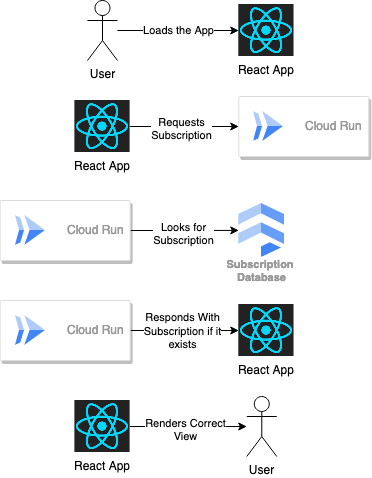 Loads the App
User
React App
Requests
Subscription
Cloud Run
React App
Cloud Run
Looks for
Subscription
Subscription
Database
Cloud Run
Responds With
Subscription if it
exists
React App
Renders Correct
View
React App
User